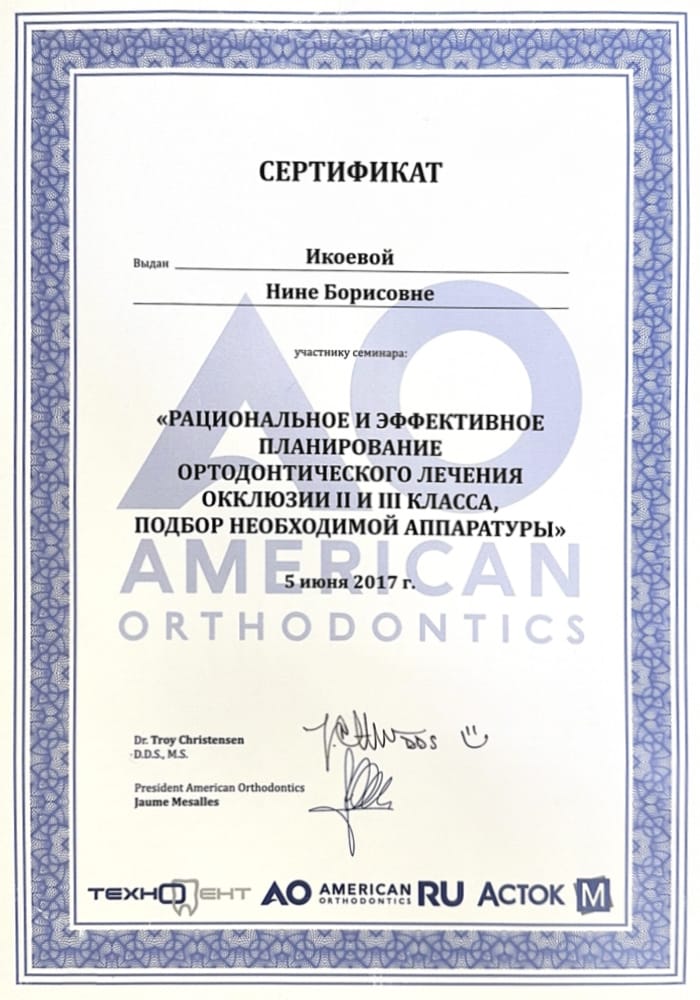 СЕРТИФИКАТ
Выдан Икоевой
Нине Борисовне
участнику семинара:
«РАЦИОНАЛЬНОЕ И ЭФФЕКТИВНОЕ
ПЛАНИРОВАНИЕ
ОРТОДОНТИЧЕСКОГО ЛЕЧЕНИЯ
ОККЛЮЗИИ II И III КЛАССА,
ПОДБОР НЕОБХОДИМОЙ АППАРАТУРЫ»
5 июня 2017 г.
AO
AMERICAN
ORTHODONTICS
Dr. Troy Christensen
D.D.S., M.S.
DDS
President American Orthodontics
Jaume Mesalles
ТЕХНОДЕНТ AO AMERICAN ORTHODONTICS RU АСТОК М